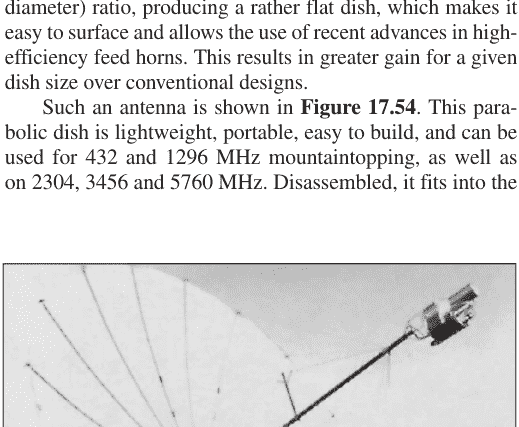 diameter) ratio, producing a rather flat dish, which makes it
easy to surface and allows the use of recent advances in high-
efficiency feed horns. This results in greater gain for a given
dish size over conventional designs.
Such an antenna is shown in Figure 17.54. This para-
bolic dish is lightweight, portable, easy to build, and can be
used for 432 and 1296 MHz mountaintopping, as well as
on 2304, 3456 and 5760 MHz. Disassembled, it fits into the